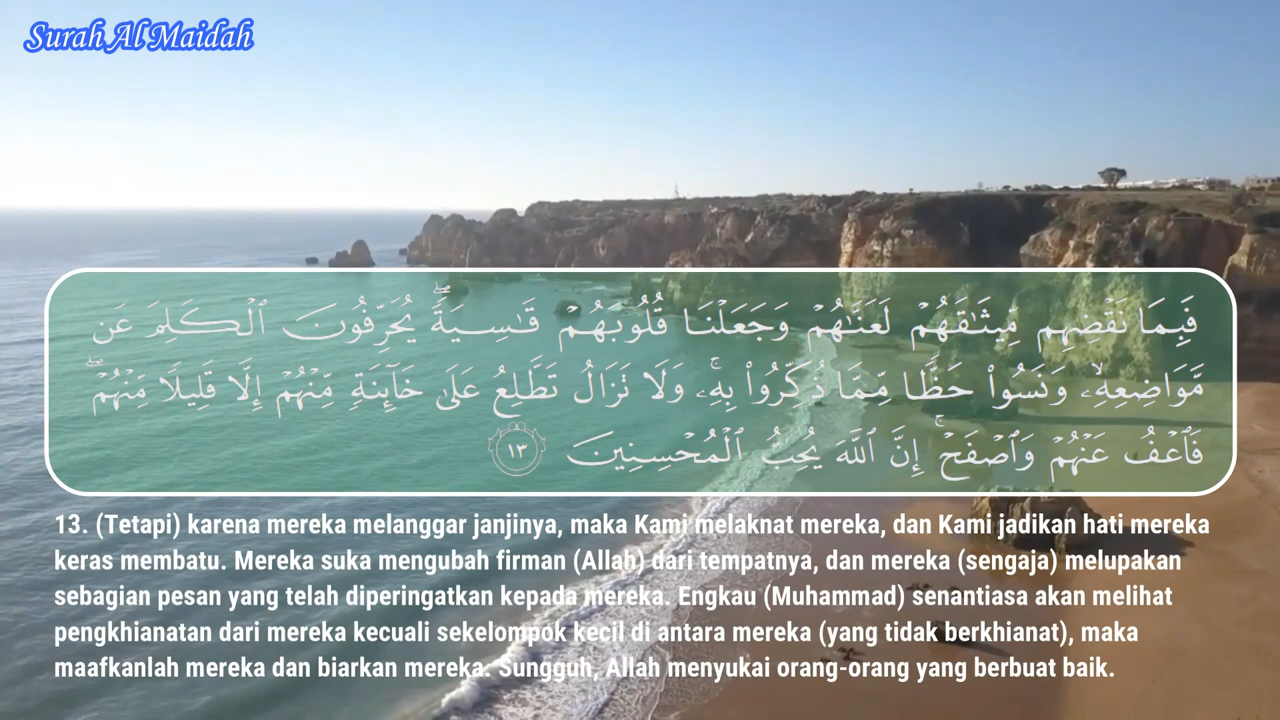 Surah Al Maidah
فَبِمَا نَقْضِهِم مِّيثَـٰقَهُمْ لَعَنَّـٰهُمْ وَجَعَلْنَا قُلُوبَهُمْ قَـٰسِيَةً ۖ يُحَرِّفُونَ ٱلْكَلِمَ عَن
مَّوَاضِعِهِۦ ۙ وَنَسُوا۟ حَظًّا مِّمَّا ذُكِّرُوا۟ بِهِۦ ۚ وَلَا تَزَالُ تَطَّلِعُ عَلَىٰ خَآئِنَةٍ مِّنْهُمْ إِلَّا قَلِيلًا مِّنْهُمْ ۖ
فَٱعْفُ عَنْهُمْ وَٱصْفَحْ ۚ إِنَّ ٱللَّهَ يُحِبُّ ٱلْمُحْسِنِينَ ١٣
13. (Tetapi) karena mereka melanggar janjinya, maka Kami melaknat mereka, dan Kami jadikan hati mereka
keras membatu. Mereka suka mengubah firman (Allah) dari tempatnya, dan mereka (sengaja) melupakan
sebagian pesan yang telah diperingatkan kepada mereka. Engkau (Muhammad) senantiasa akan melihat
pengkhianatan dari mereka kecuali sekelompok kecil di antara mereka (yang tidak berkhianat), maka
maafkanlah mereka dan biarkan mereka. Sungguh, Allah menyukai orang-orang yang berbuat baik.